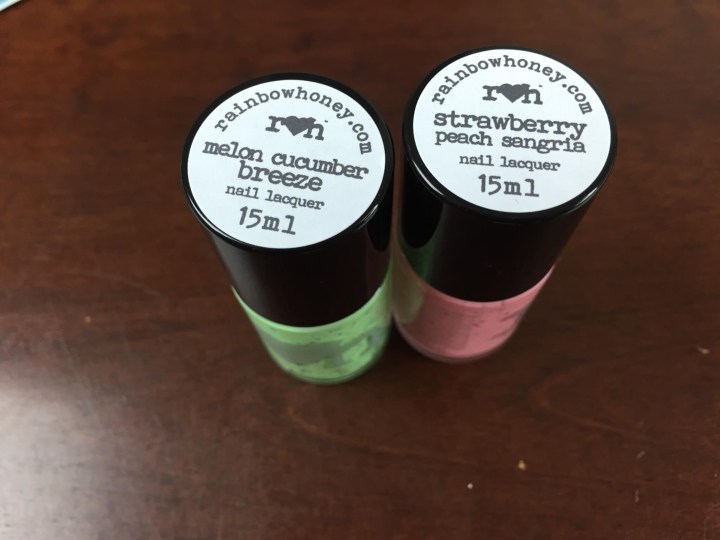 rainbowhoney.com
r♥n
melon cucumber
breeze
nail lacquer
15ml
rainbowhoney.com
r♥n
strawberry
peach sangria
nail lacquer
15ml